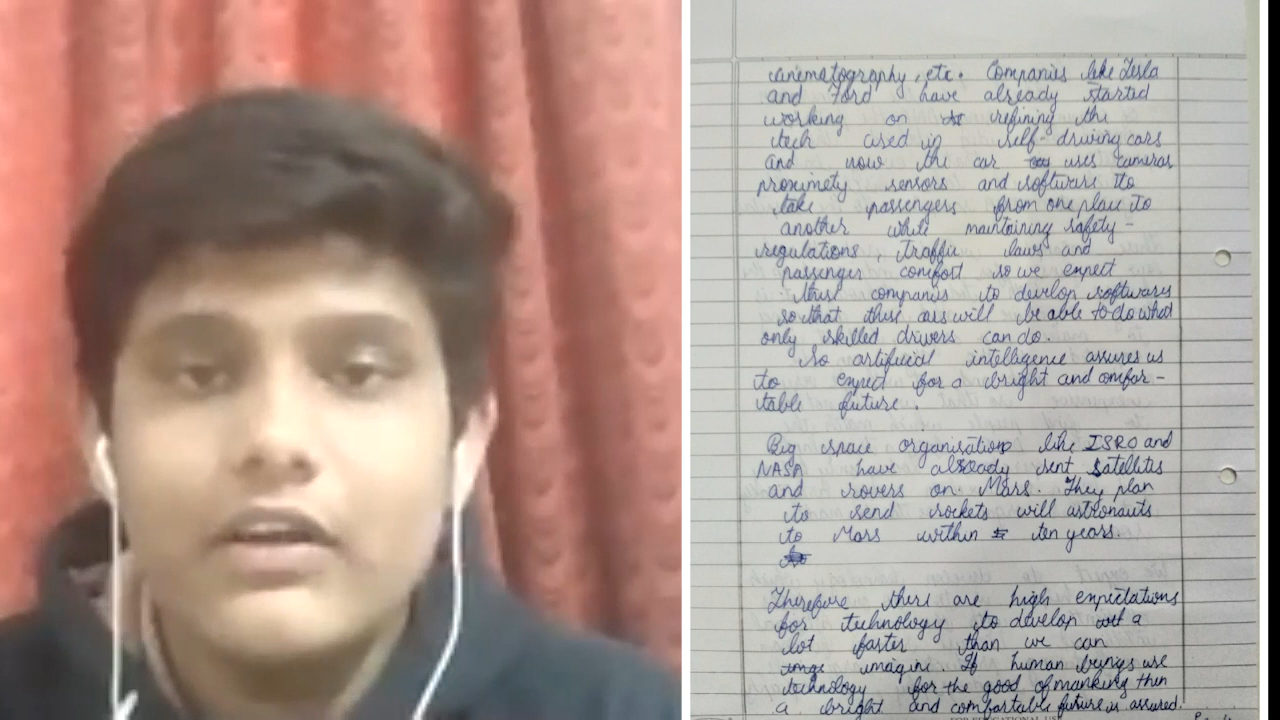 cinematography, etc. Companies like Tesla
and Ford have already started
working on refining the
tech used in self-driving cars
and now the car uses cameras
proximety sensors and software to
take passengers from one place to
another while maintaining safety-
regulations, traffic laws and
passenger comfort so we expect
these companies to develop softwares
so that these cars will be able to do what
only skilled drivers can do.
So artificial intelligence assures us
to expect for a bright and comfor-
table future.
Big space organisation like ISRO and
NASA have already sent satellites
and rovers on Mars. They plan
to send rockets will astronauts
to Mars within ten years.
Therefore there are high expectations
for technology to develop a
lot faster than we can
imagine. If human beings use
technology for the good of mankind then
a bright and comfortable future is assured.
FOR EDUCATIONAL USE